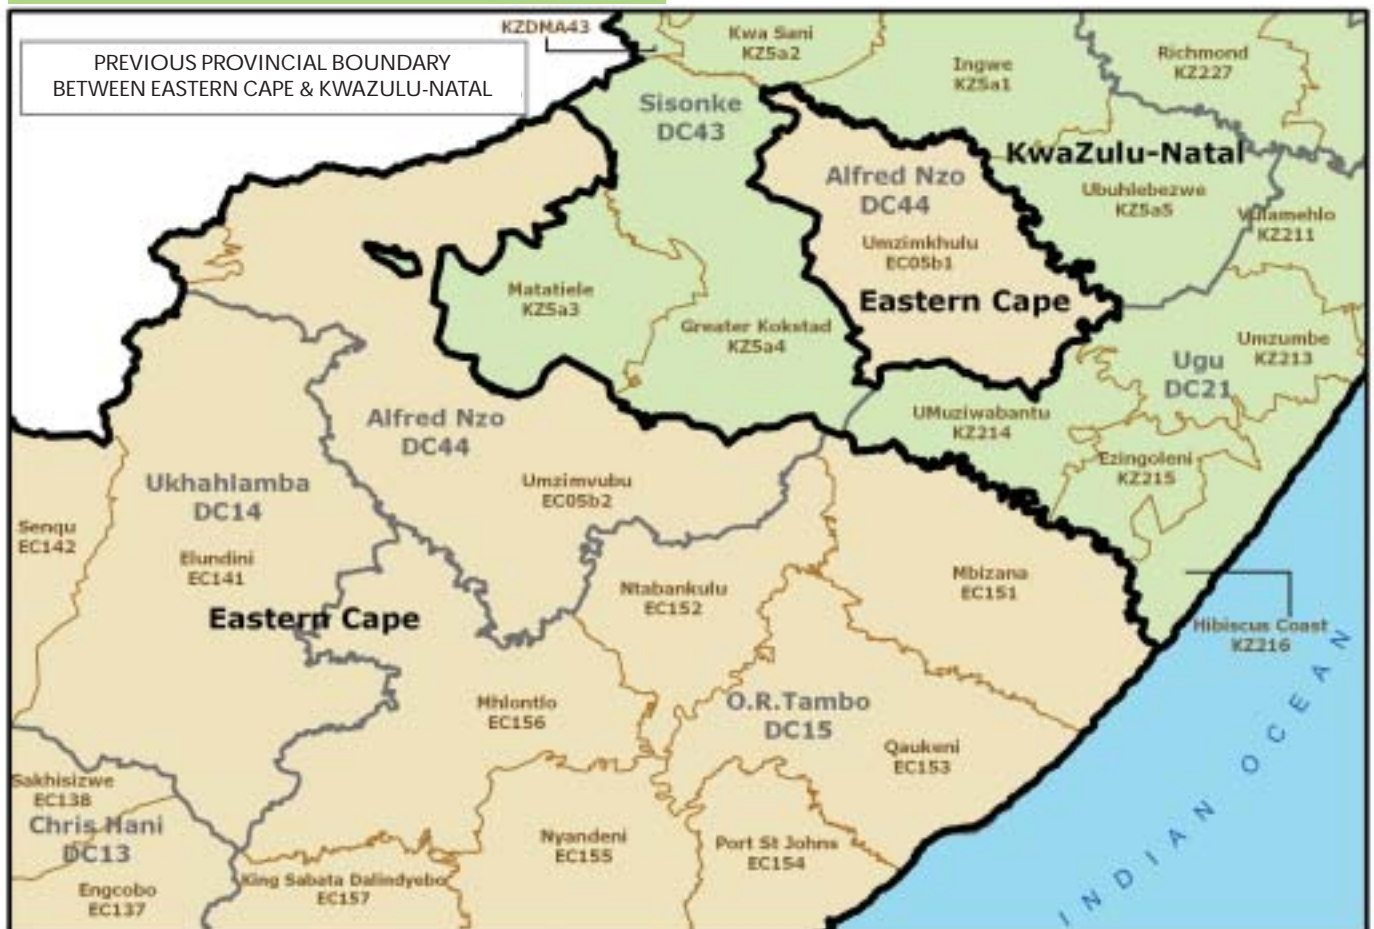 KZDMA43
PREVIOUS PROVINCIAL BOUNDARY
BETWEEN EASTERN CAPE & KWAZULU-NATAL
Kwa Sani
KZ5a2
Ingwe
KZ5a1
Richmond
KZ227
Sisonke
DC43
KwaZulu-Natal
Alfred Nzo
DC44
Ubuhlebezwe
KZ5a5
Vulamehlo
KZ211
Umzimkhulu
EC05b1
Eastern Cape
Matatiele
KZ5a3
Greater Kokstad
KZ5a4
Umzumbe
KZ213
Ugu
DC21
UMuziwabantu
KZ214
Alfred Nzo
DC44
Ezingoleni
KZ215
Ukhahlamba
DC14
Umzimvubu
EC05b2
Senqu
EC142
Elundini
EC141
Eastern Cape
Ntabankulu
EC152
Mbizana
EC151
Hibiscus Coast
KZ216
Mhlontlo
EC156
O.R.Tambo
DC15
Qaukeni
EC153
Sakhisizwe
EC138
Chris Hani
DC13
Nyandeni
EC155
Port St Johns
EC154
Engcobo
EC137
King Sabata Dalindyebo
EC157
INDIAN OCEAN